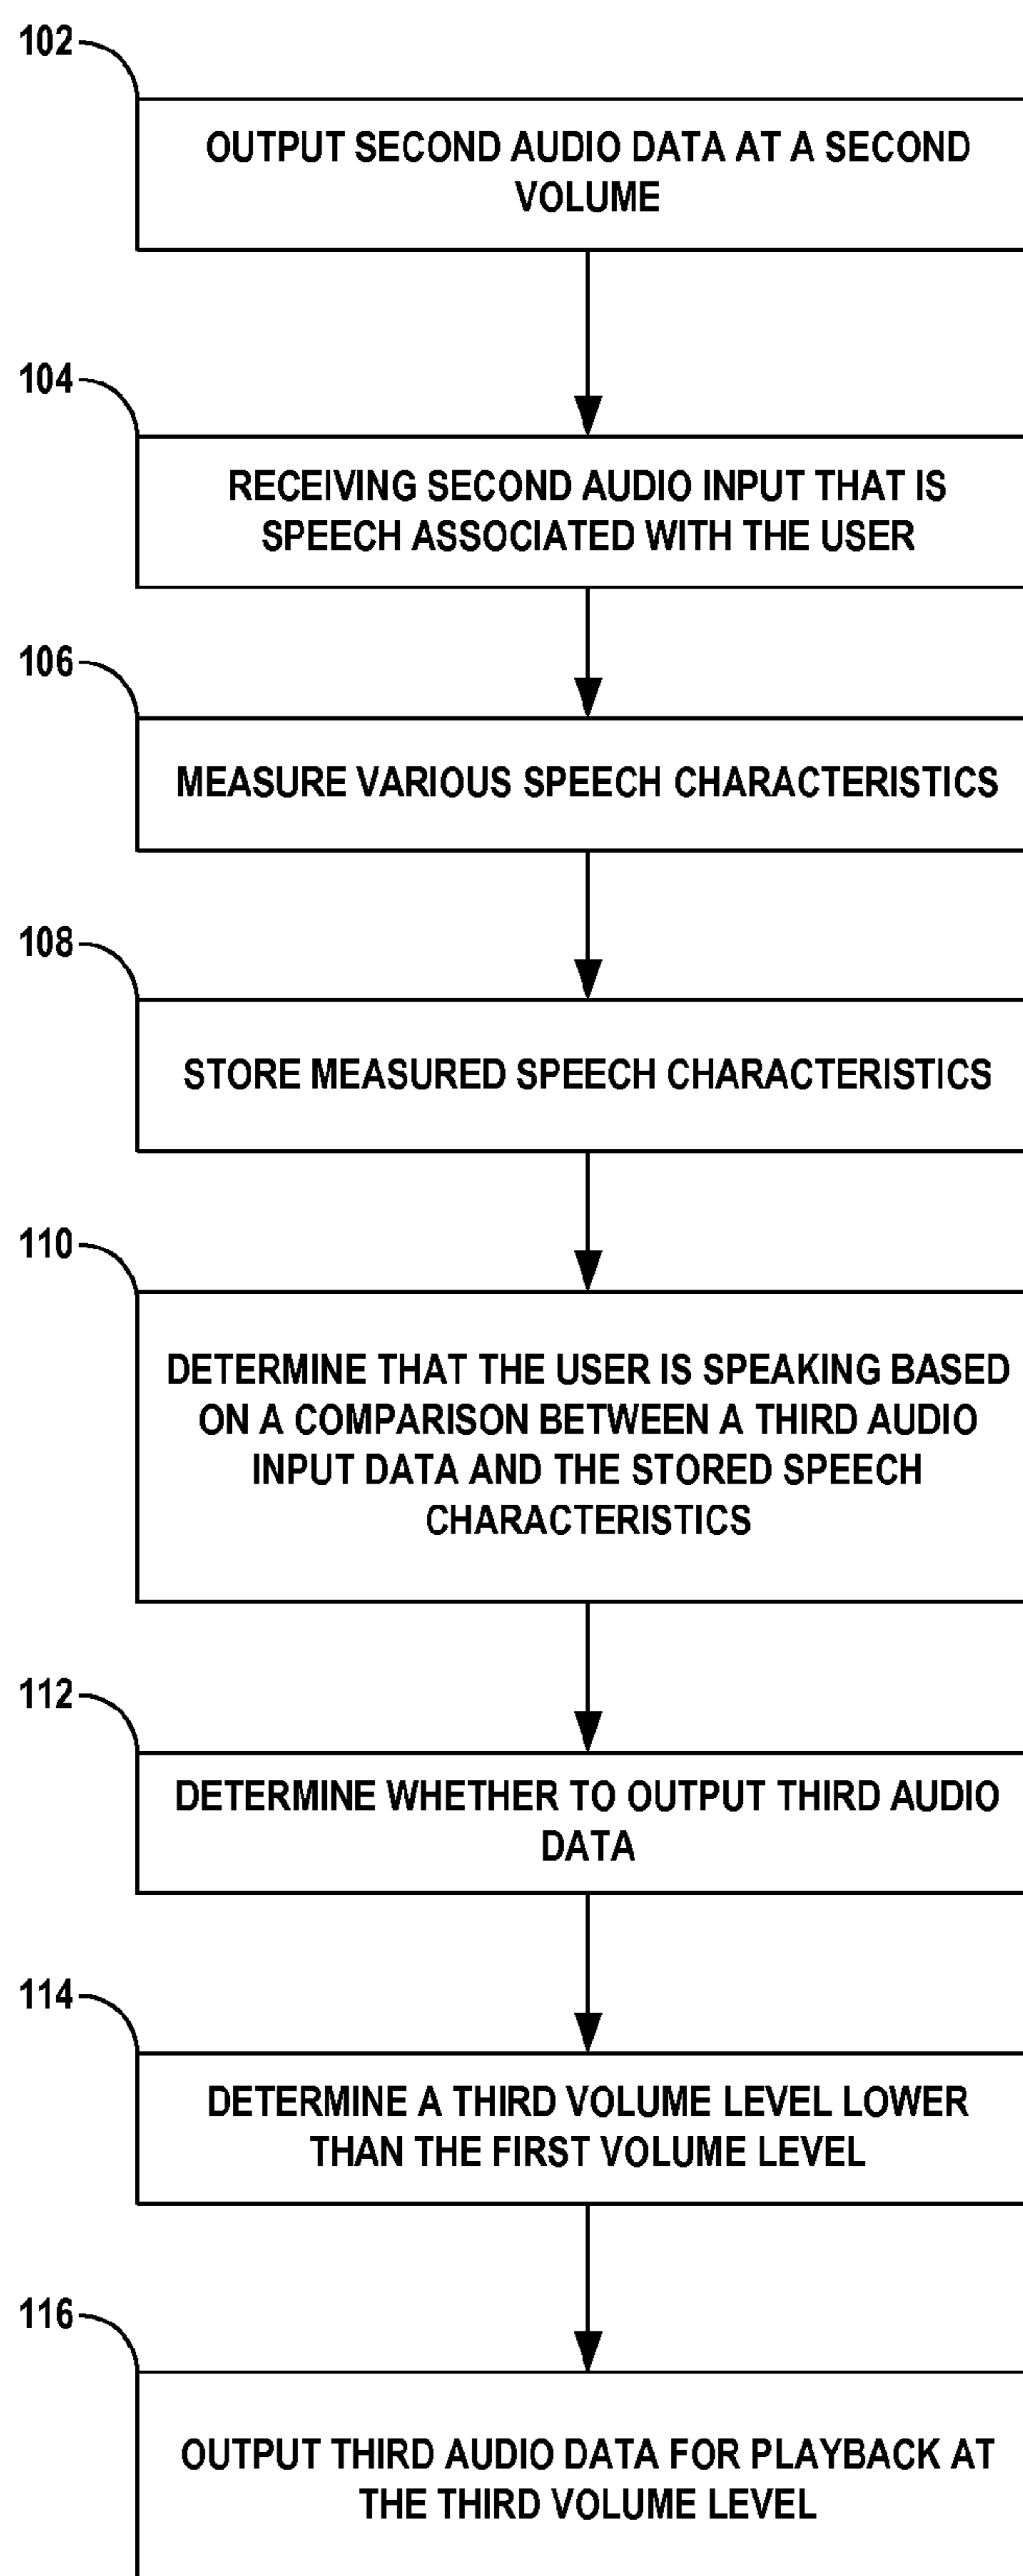 102
OUTPUT SECOND AUDIO DATA AT A SECOND
VOLUME
104
RECEIVING SECOND AUDIO INPUT THAT IS
SPEECH ASSOCIATED WITH THE USER
106
MEASURE VARIOUS SPEECH CHARACTERISTICS
108
STORE MEASURED SPEECH CHARACTERISTICS
110
DETERMINE THAT THE USER IS SPEAKING BASED
ON A COMPARISON BETWEEN A THIRD AUDIO
INPUT DATA AND THE STORED SPEECH
CHARACTERISTICS
112
DETERMINE WHETHER TO OUTPUT THIRD AUDIO
DATA
114
DETERMINE A THIRD VOLUME LEVEL LOWER
THAN THE FIRST VOLUME LEVEL
116
OUTPUT THIRD AUDIO DATA FOR PLAYBACK AT
THE THIRD VOLUME LEVEL